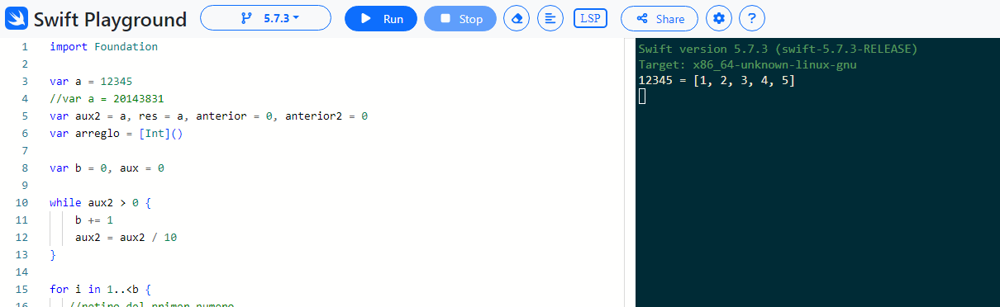 Swift Playground 5.7.3 Run Stop LSP Share ?
1 import Foundation
2
3 var a = 12345
4 //var a = 20143831
5 var aux2 = a, res = a, anterior = 0, anterior2 = 0
6 var arreglo = [Int]()
7
8 var b = 0, aux = 0
9
10 while aux2 > 0 {
11 b += 1
12 aux2 = aux2 / 10
13 }
14
15 for i in 1..<b {
16
Swift version 5.7.3 (swift-5.7.3-RELEASE)
Target: x86_64-unknown-linux-gnu
12345 = [1, 2, 3, 4, 5]